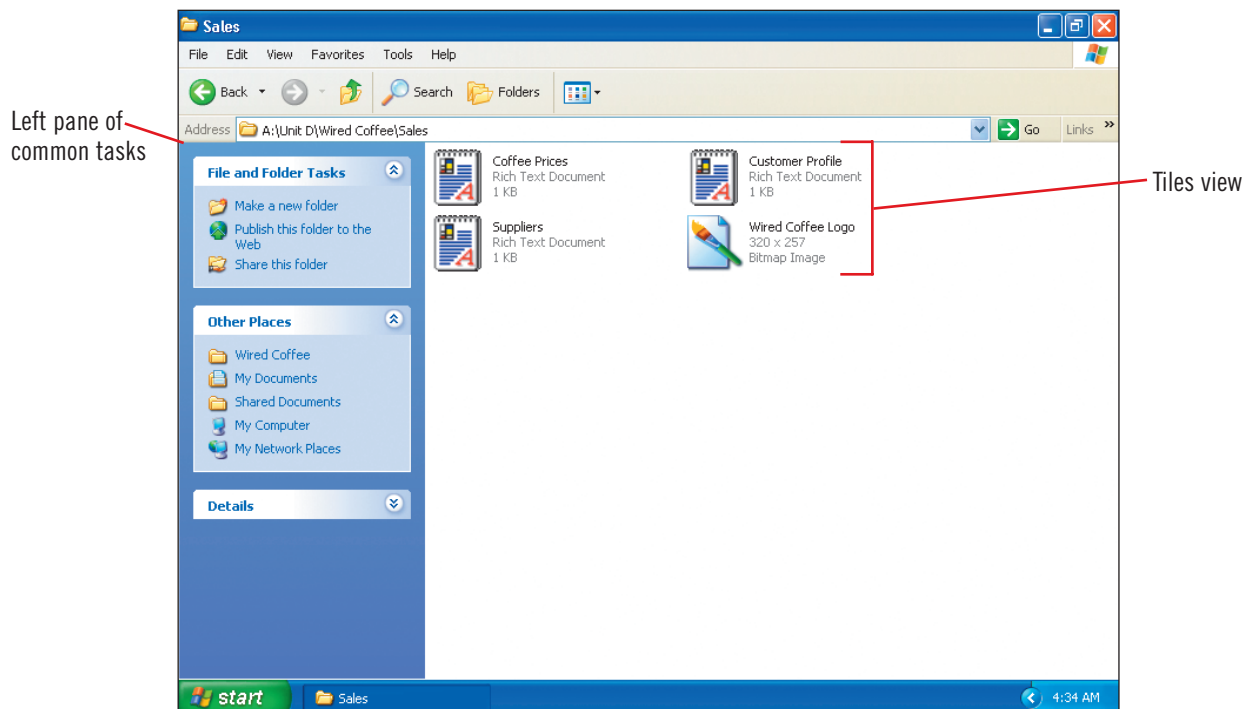 Sales
File Edit View Favorites Tools Help
Back Search Folders
Left pane of
common tasks
Address A:\Unit D\Wired Coffee\Sales Go Links »
File and Folder Tasks
Make a new folder
Publish this folder to the
Web
Share this folder
Other Places
Wired Coffee
My Documents
Shared Documents
My Computer
My Network Places
Details
Coffee Prices
Rich Text Document
1 KB
Customer Profile
Rich Text Document
1 KB
Suppliers
Rich Text Document
1 KB
Wired Coffee Logo
320 x 257
Bitmap Image
Tiles view
start Sales 4:34 AM